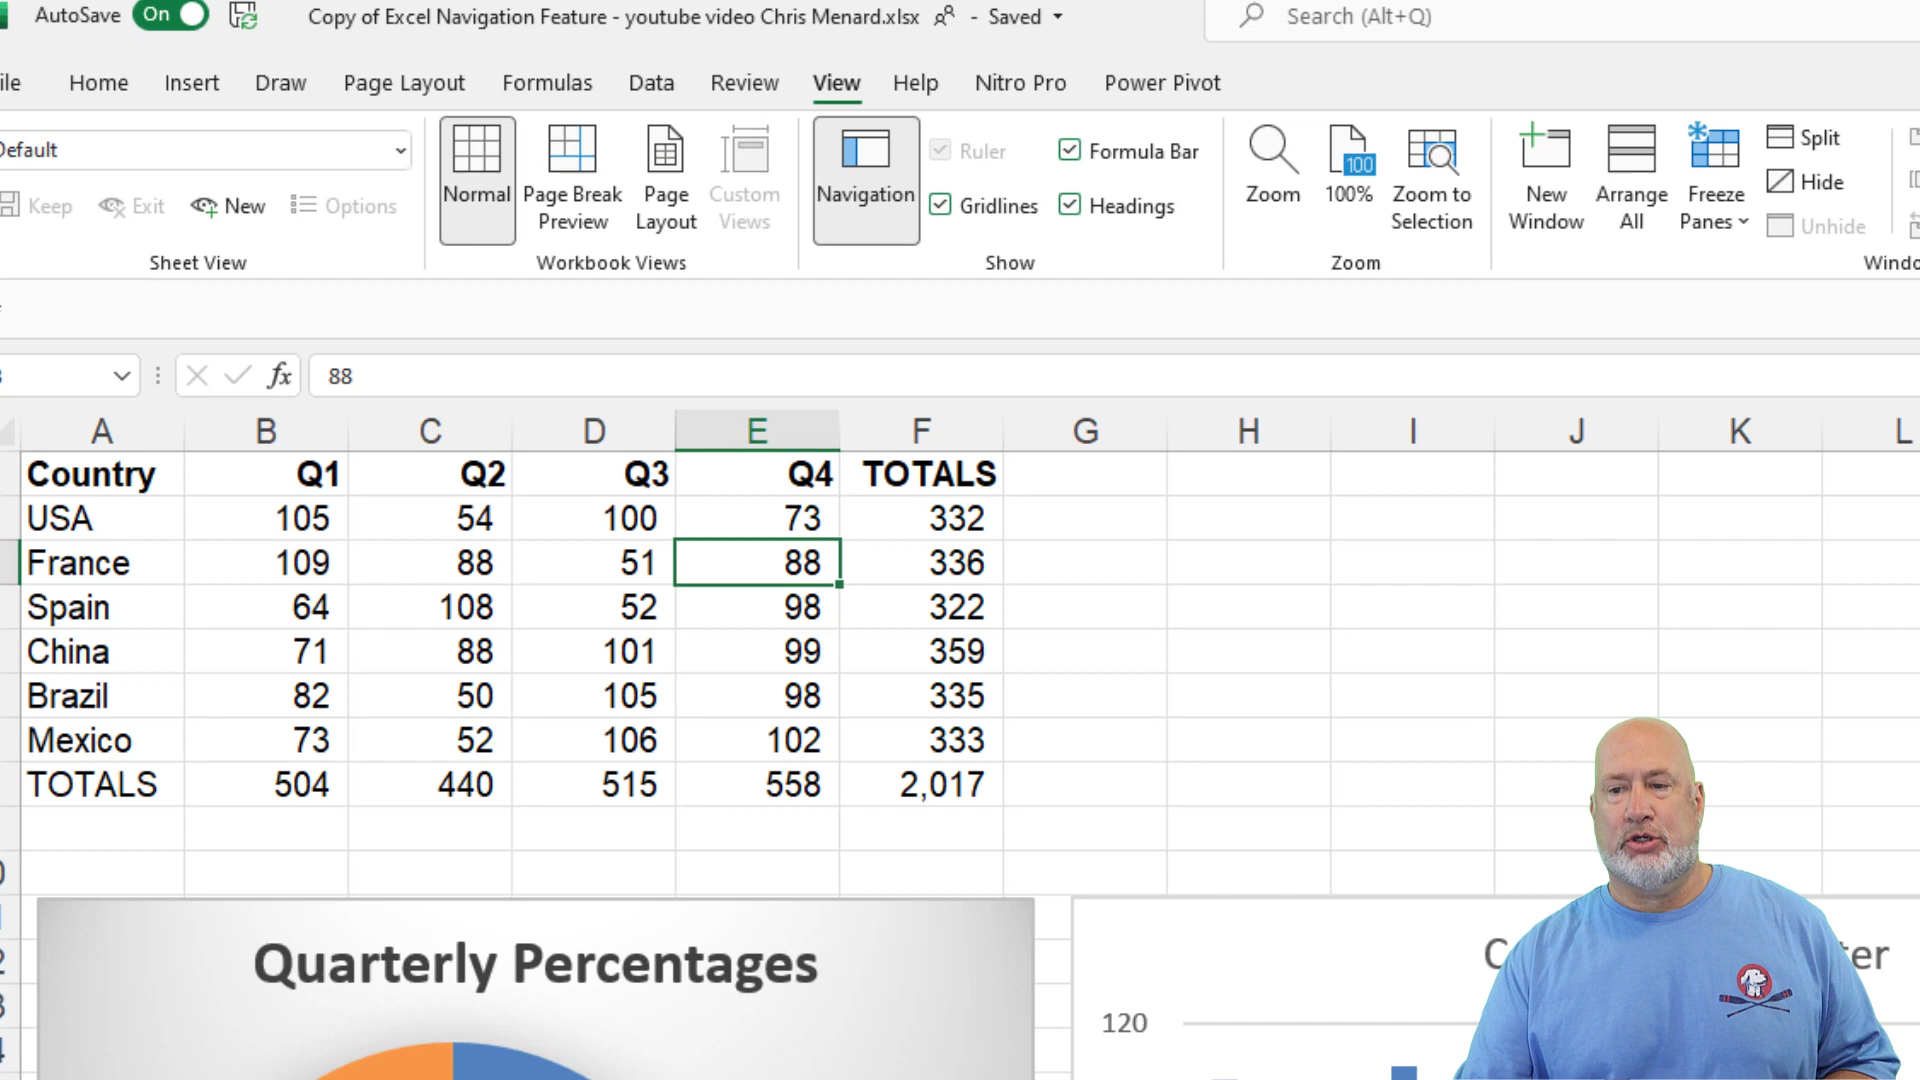 AutoSave On Copy of Excel Navigation Feature - youtube video Chris Menard.xlsx - Saved Search (Alt+Q)
ile Home Insert Draw Page Layout Formulas Data Review View Help Nitro Pro Power Pivot
Default
Keep Exit New Options
Sheet View
Normal Page Break Preview Page Layout Custom Views
Workbook Views
Navigation Ruler Formula Bar
Gridlines Headings
Show
Zoom 100 100% Zoom to Selection
Zoom
New Window Arrange All Freeze Panes Split
Hide
Unhide
Windo
fx 88
A B C D E F G H I J K L
Country Q1 Q2 Q3 Q4 TOTALS
USA 105 54 100 73 332
France 109 88 51 88 336
Spain 64 108 52 98 322
China 71 88 101 99 359
Brazil 82 50 105 98 335
Mexico 73 52 106 102 333
TOTALS 504 440 515 558 2,017
Quarterly Percentages
120